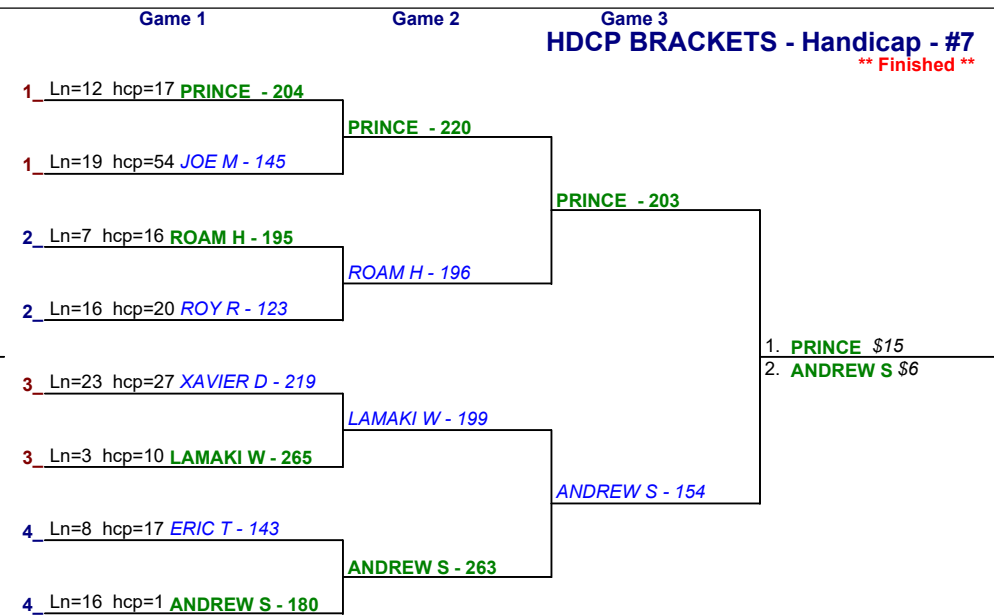 Game 1 Game 2 Game 3
HDCP BRACKETS - Handicap - #7
** Finished **
1_ Ln=12 hcp=17 PRINCE - 204
PRINCE - 220
1_ Ln=19 hcp=54 JOE M - 145
PRINCE - 203
2_ Ln=7 hcp=16 ROAM H - 195
ROAM H - 196
2_ Ln=16 hcp=20 ROY R - 123
1. PRINCE $15
2. ANDREW S $6
3_ Ln=23 hcp=27 XAVIER D - 219
LAMAKI W - 199
3_ Ln=3 hcp=10 LAMAKI W - 265
ANDREW S - 154
4_ Ln=8 hcp=17 ERIC T - 143
ANDREW S - 263
4_ Ln=16 hcp=1 ANDREW S - 180